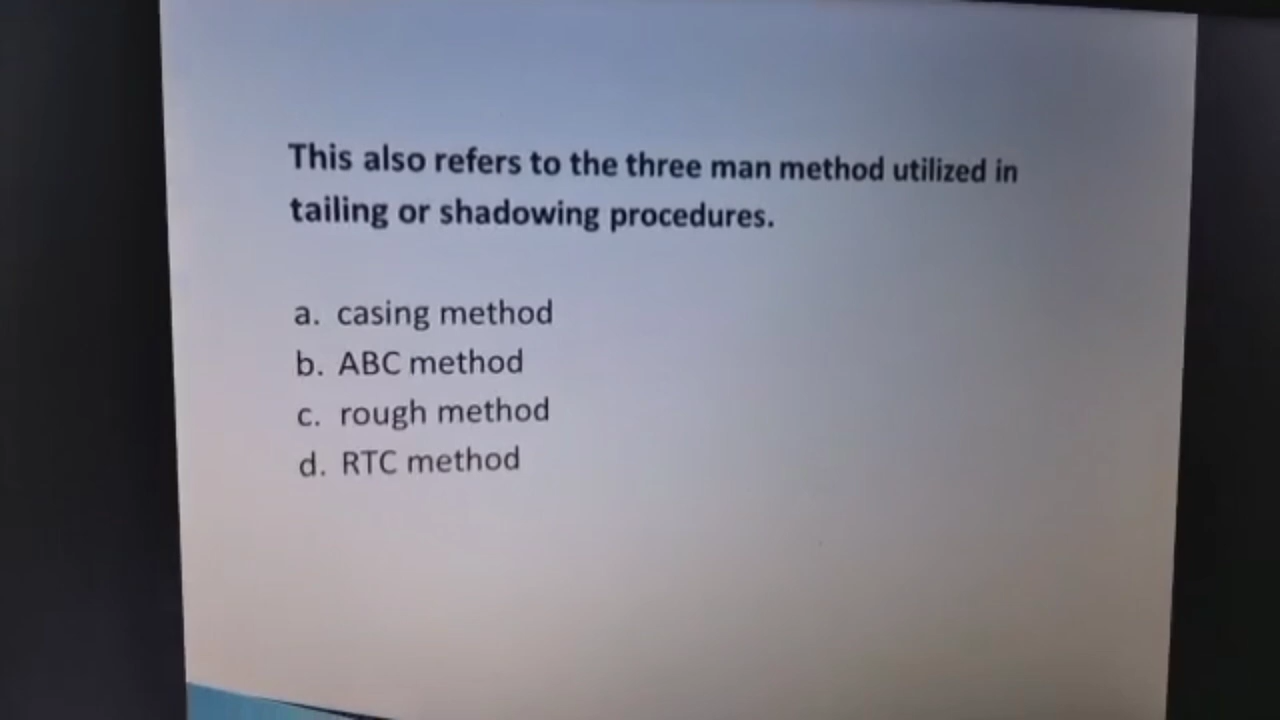 This also refers to the three man method utilized in
tailing or shadowing procedures.
a. casing method
b. ABC method
c. rough method
d. RTC method